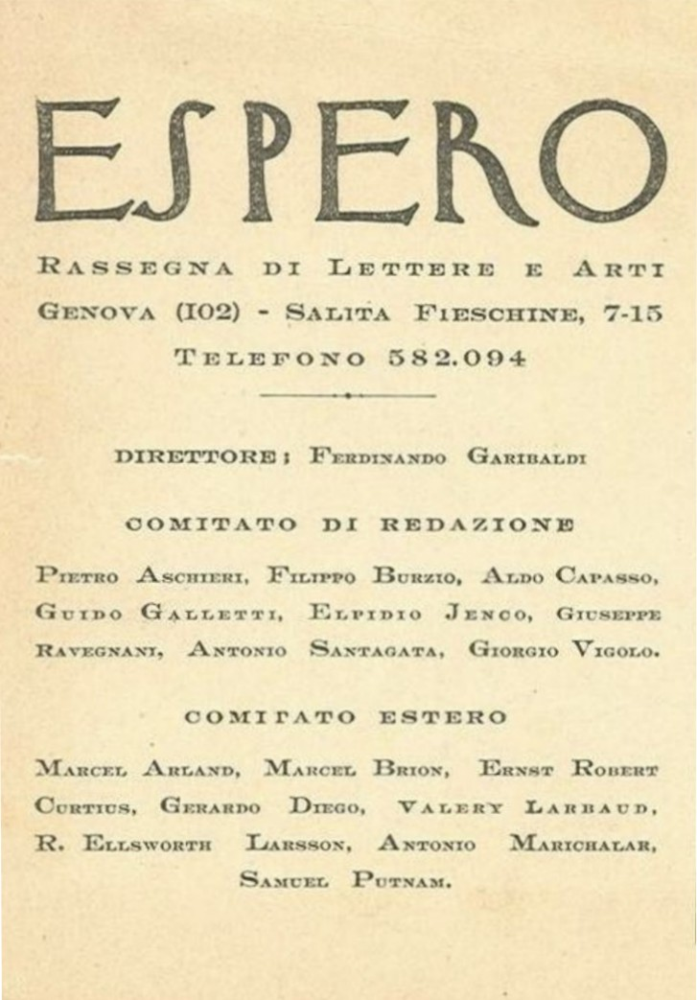 ESPERO
RASSEGNA DI LETTERE E ARTI
GENOVA (102) - SALITA FIESCHINE, 7-15
TELEFONO 582.094
DIRETTORE: FERDINANDO GARIBALDI
COMITATO DI REDAZIONE
PIETRO ASCHIERI, FILIPPO BURZIO, ALDO CAPASSO,
GUIDO GALLETTI, ELPIDIO JENCO, GIUSEPPE
RAVEGNANI, ANTONIO SANTAGATA, GIORGIO VIGOLO.
COMITATO ESTERO
MARCEL ARLAND, MARCEL BRION, ERNST ROBERT
CURTIUS, GERARDO DIEGO, VALERY LARBAUD,
R. ELLSWORTH LARSSON, ANTONIO MARICHALAR,
SAMUEL PUTNAM.